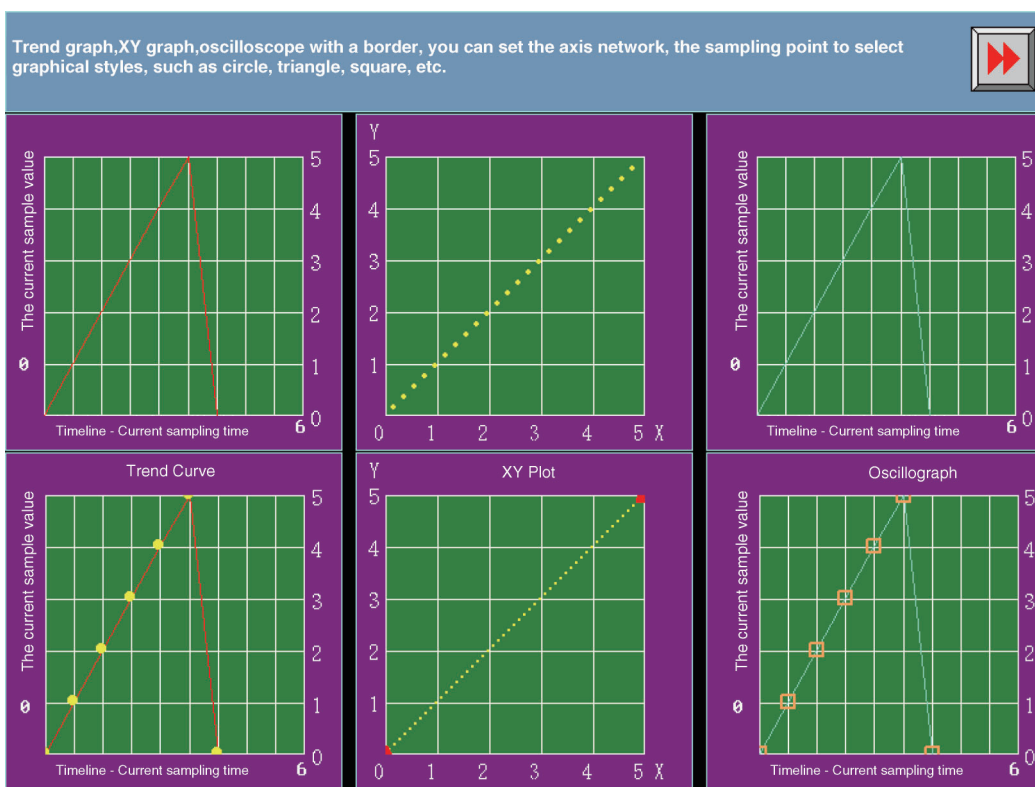 Trend graph,XY graph,oscilloscope with a border, you can set the axis network, the sampling point to select
graphical styles, such as circle, triangle, square, etc.
The current sample value
0
5
4
3
2
1
0
Timeline - Current sampling time
6
Y
5
4
3
2
1
0 1 2 3 4 5 X
The current sample value
0
5
4
3
2
1
0
Timeline - Current sampling time
6
Trend Curve
The current sample value
0
5
4
3
2
1
0
Timeline - Current sampling time
6
XY Plot
Y
5
4
3
2
1
0 1 2 3 4 5 X
Oscillograph
The current sample value
0
5
4
3
2
1
0
Timeline - Current sampling time
6